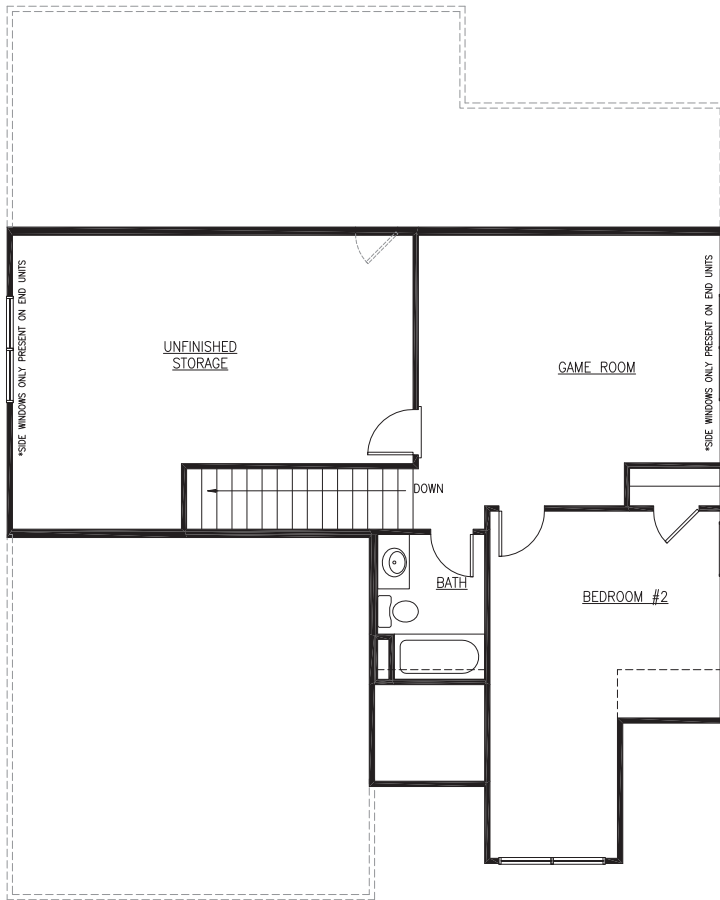 *SIDE WINDOWS ONLY PRESENT ON END UNITS
UNFINISHED
STORAGE
GAME ROOM
*SIDE WINDOWS ONLY PRESENT ON END UNITS
DOWN
BATH
BEDROOM #2